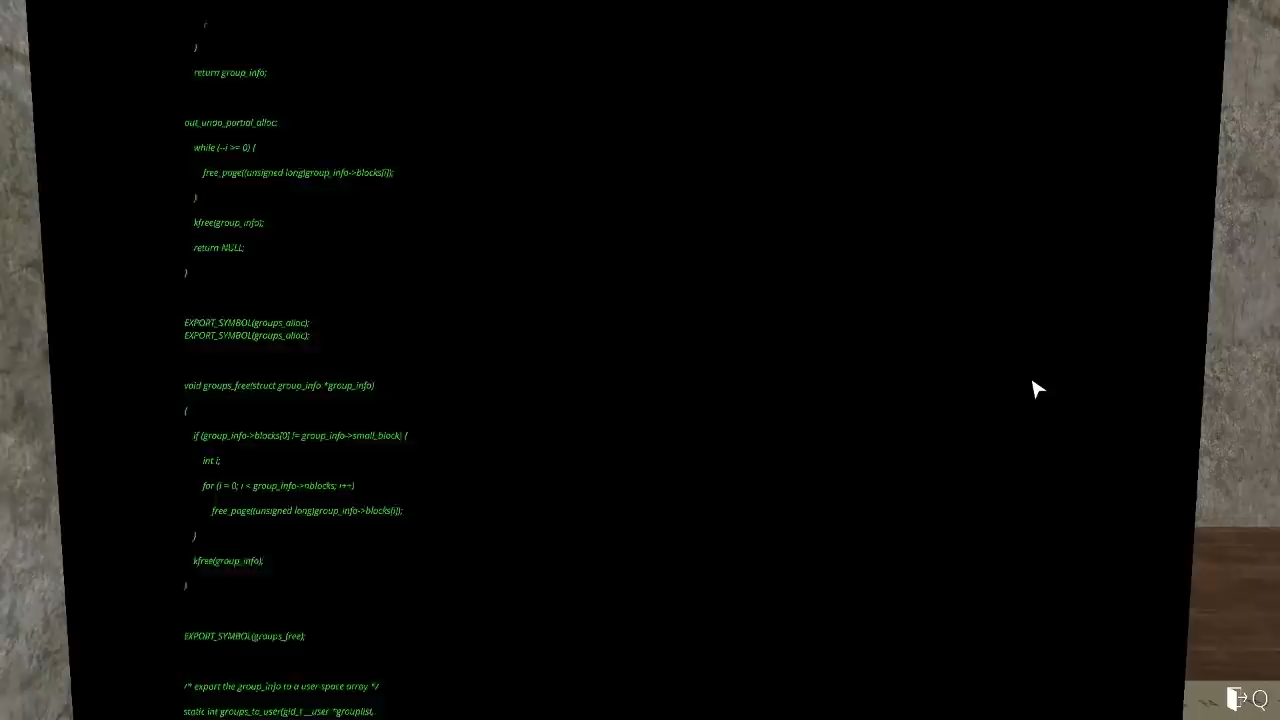 }
return group_info;
out_undo_partial_alloc:
while (--i >= 0) {
free_page((unsigned long)group_info->blocks[i]);
}
kfree(group_info);
return NULL;
}
EXPORT_SYMBOL(groups_alloc);
EXPORT_SYMBOL(groups_alloc);
void groups_free(struct group_info *group_info)
{
if (group_info->blocks[0] != group_info->small_block) {
int i;
for (i = 0; i < group_info->nblocks; i++)
free_page((unsigned long)group_info->blocks[i]);
}
kfree(group_info);
}
EXPORT_SYMBOL(groups_free);
/* export the group_info to a user-space array */
static int groups_to_user(gid_t __user *grouplist,
Q